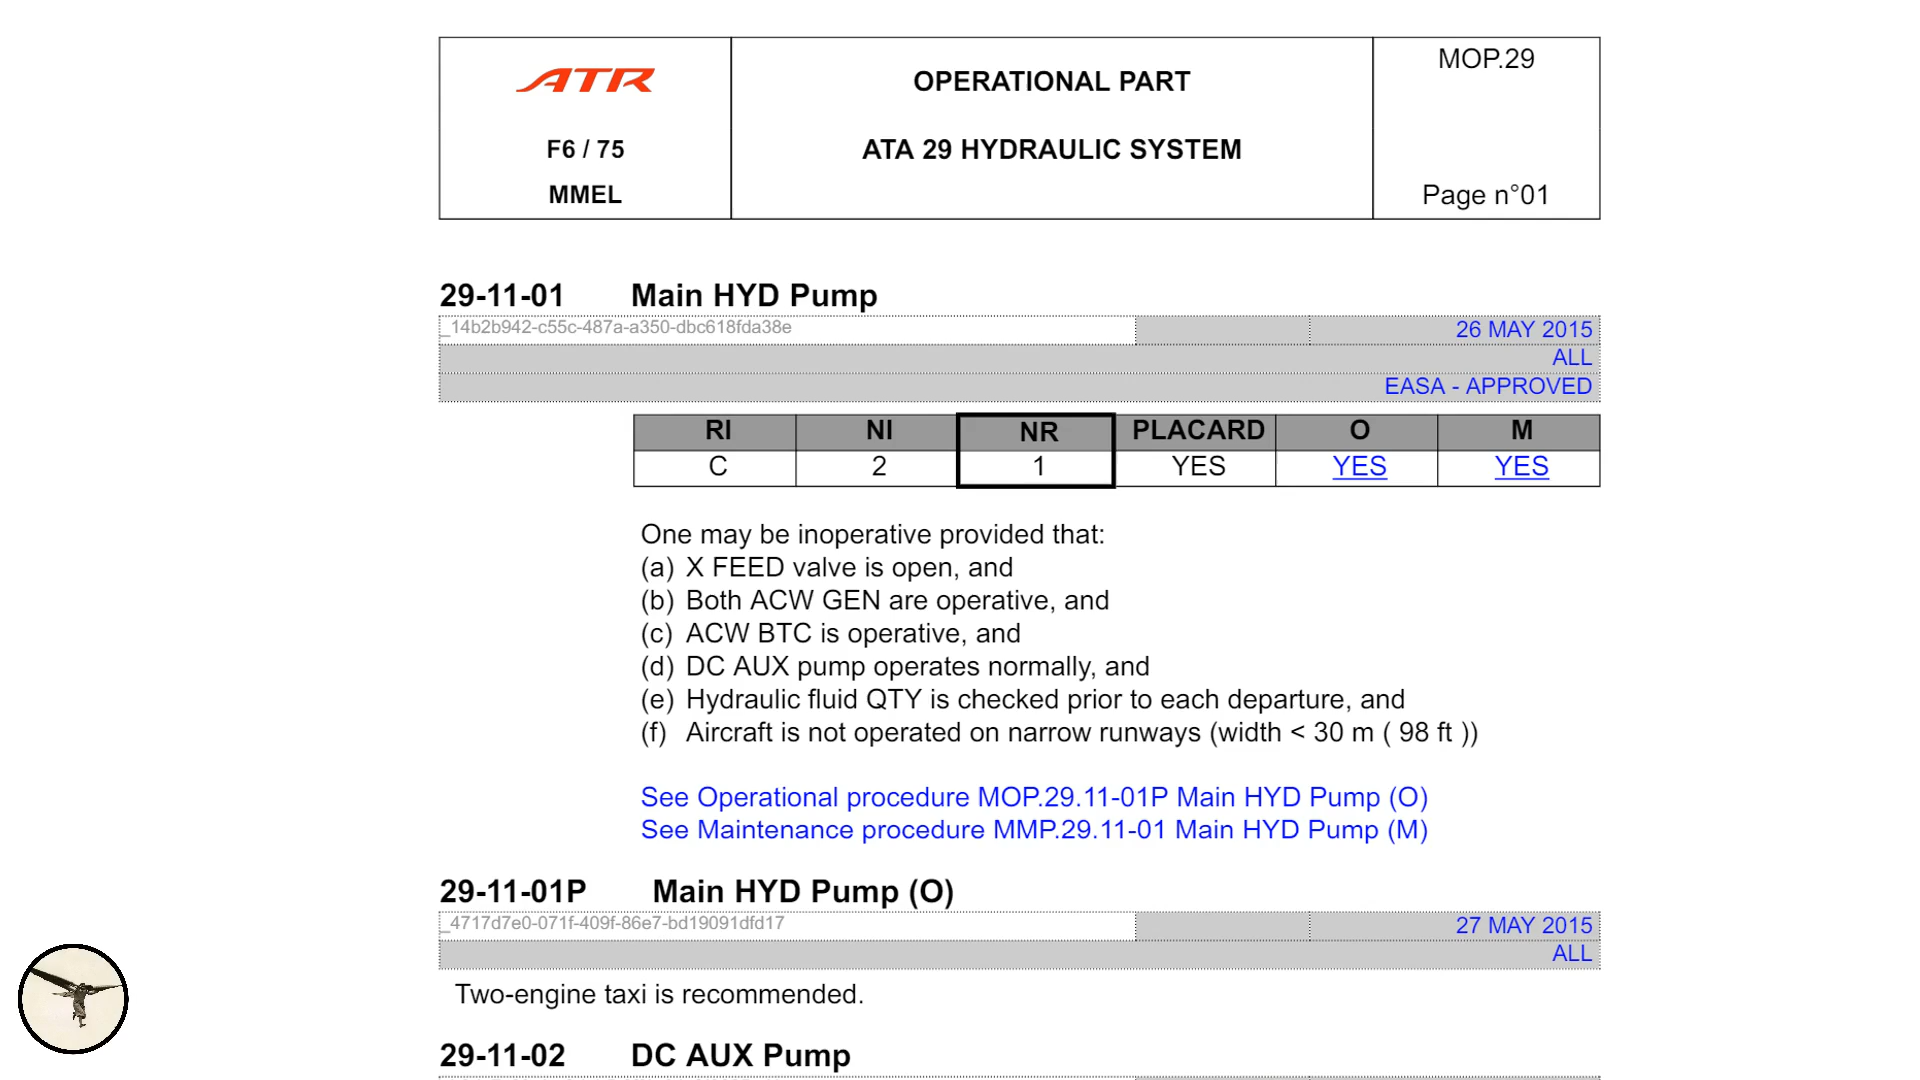 ATR
F6 / 75
MMEL
OPERATIONAL PART
ATA 29 HYDRAULIC SYSTEM
MOP.29
Page n°01
29-11-01 Main HYD Pump
_14b2b942-c55c-487a-a350-dbc618fda38e 26 MAY 2015
ALL
EASA - APPROVED
RI NI NR PLACARD O M
C 2 1 YES YES YES
One may be inoperative provided that:
(a) X FEED valve is open, and
(b) Both ACW GEN are operative, and
(c) ACW BTC is operative, and
(d) DC AUX pump operates normally, and
(e) Hydraulic fluid QTY is checked prior to each departure, and
(f) Aircraft is not operated on narrow runways (width < 30 m ( 98 ft ))
See Operational procedure MOP.29.11-01P Main HYD Pump (O)
See Maintenance procedure MMP.29.11-01 Main HYD Pump (M)
29-11-01P Main HYD Pump (O)
_4717d7e0-071f-409f-86e7-bd19091dfd17 27 MAY 2015
ALL
Two-engine taxi is recommended.
29-11-02 DC AUX Pump